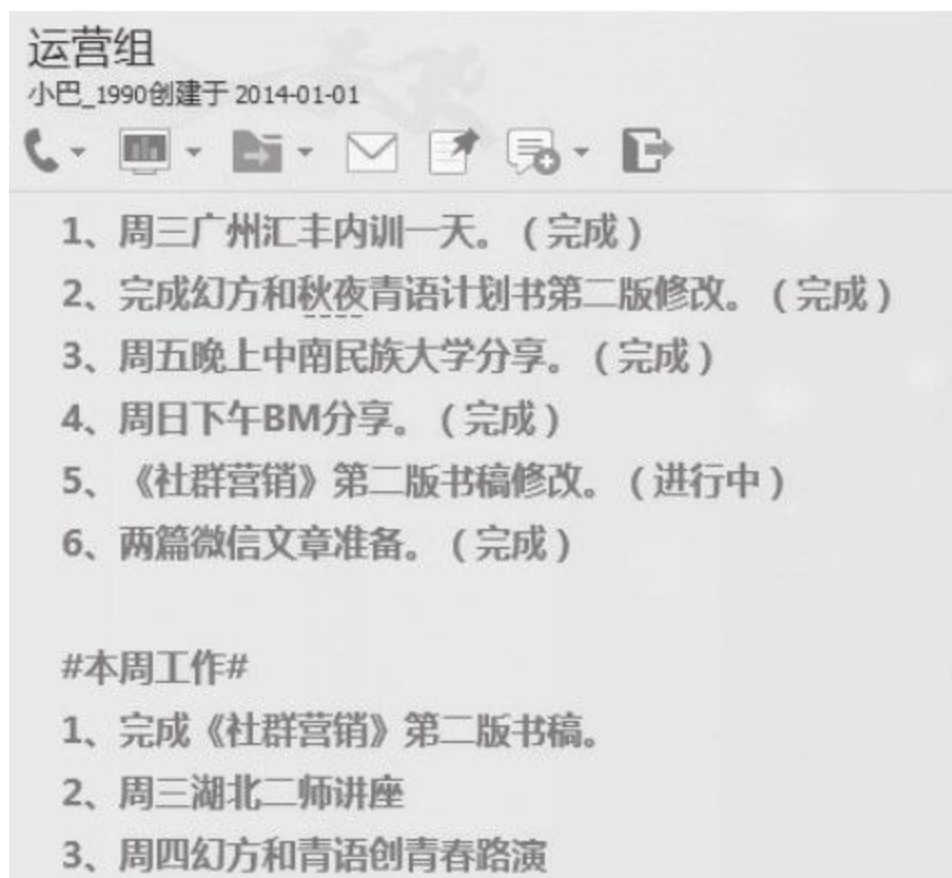 运营组
小巴_1990创建于 2014-01-01
1、周三广州汇丰内训一天。（完成）
2、完成幻方和秋夜青语计划书第二版修改。（完成）
3、周五晚上中南民族大学分享。（完成）
4、周日下午BM分享。（完成）
5、《社群营销》第二版书稿修改。（进行中）
6、两篇微信文章准备。（完成）
#本周工作#
1、完成《社群营销》第二版书稿。
2、周三湖北二师讲座
3、周四幻方和青语创青春路演